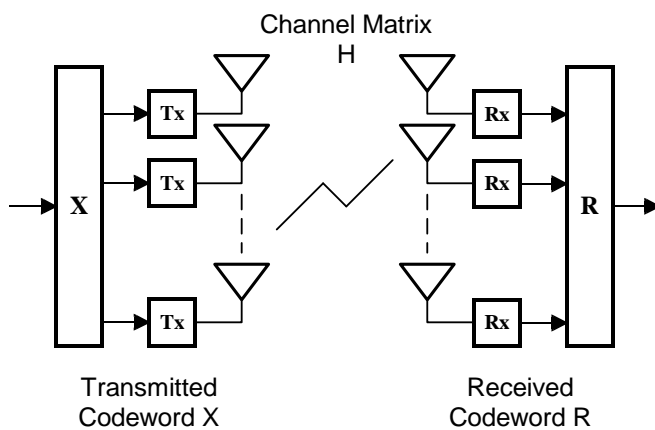 Channel Matrix
H
Tx
Rx
Tx
Rx
X
R
Tx
Rx
Transmitted
Codeword X
Received
Codeword R